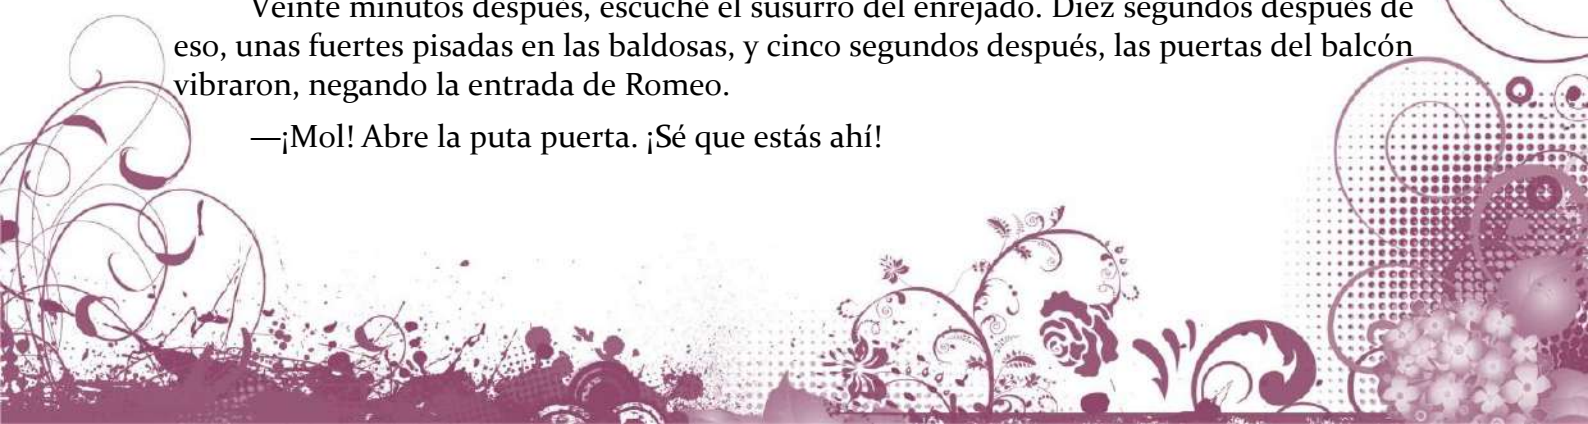 Veinte minutos después, escuché el susurro del enrejado. Diez segundos después de
eso, unas fuertes pisadas en las baldosas, y cinco segundos después, las puertas del balcón
vibraron, negando la entrada de Romeo.
—¡Mol! Abre la puta puerta. ¡Sé que estás ahí!